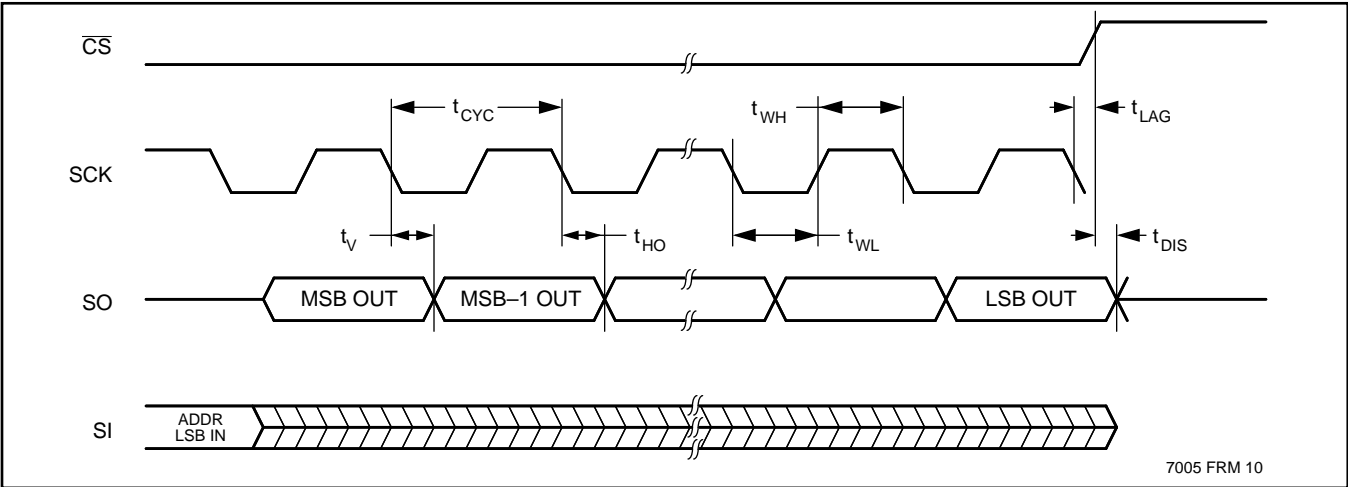 CS
tCYC
tWH
tLAG
SCK
tV
tHO
tWL
tDIS
SO
MSB OUT
MSB–1 OUT
LSB OUT
SI
ADDR
LSB IN
7005 FRM 10